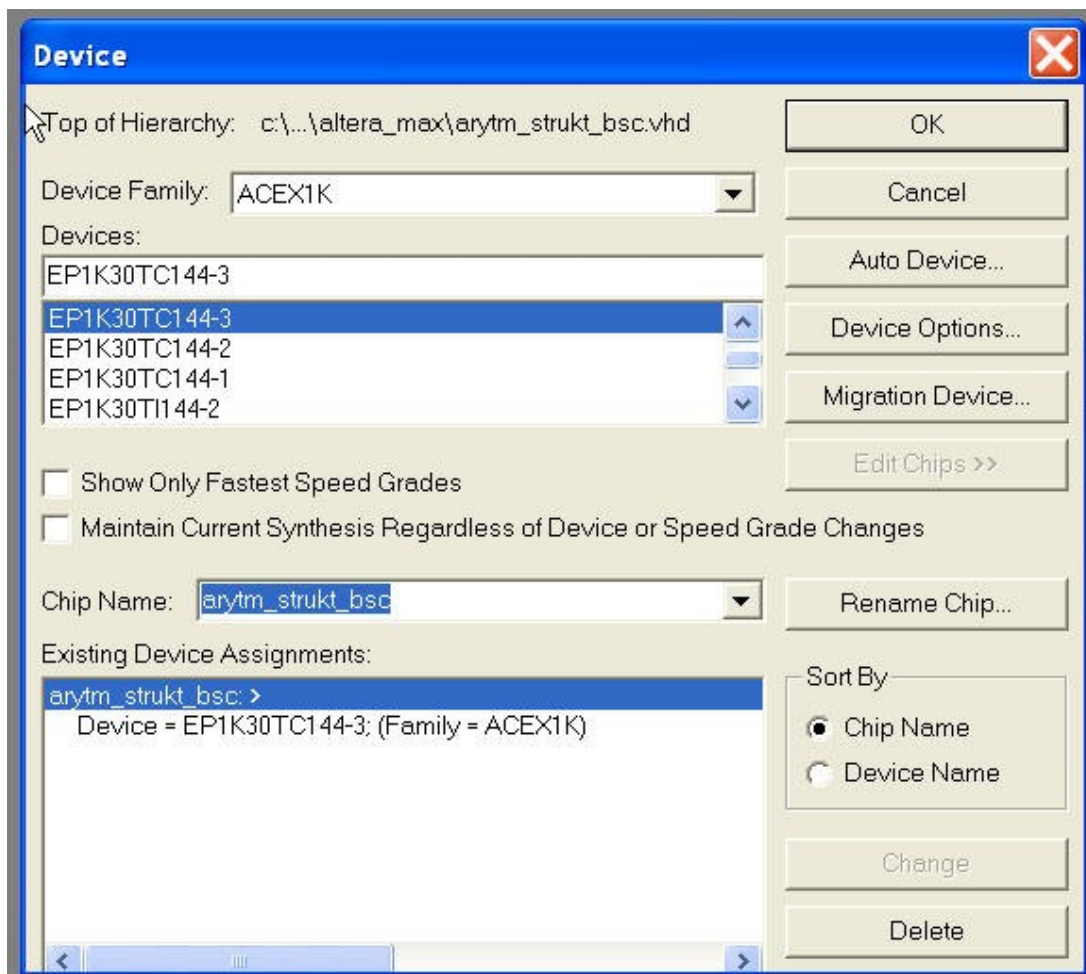 Device
Top of Hierarchy: c:\...\altera_max\arytm_strukt_bsc.vhd
OK
Device Family: ACEX1K
Cancel
Devices:
EP1K30TC144-3
Auto Device...
EP1K30TC144-3
EP1K30TC144-2
EP1K30TC144-1
EP1K30TI144-2
Device Options...
Migration Device...
Edit Chips >>
Show Only Fastest Speed Grades
Maintain Current Synthesis Regardless of Device or Speed Grade Changes
Chip Name: arytm_strukt_bsc
Rename Chip...
Existing Device Assignments:
arytm_strukt_bsc: >
Device = EP1K30TC144-3; (Family = ACEX1K)
Sort By
Chip Name
Device Name
Change
Delete